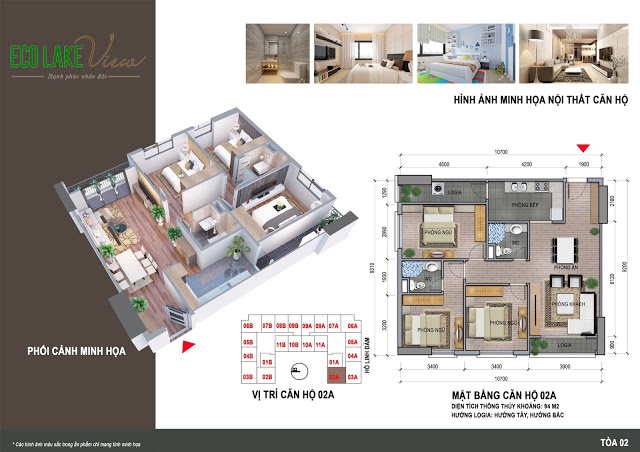 ECO LAKE View
Hạnh phúc nhân đôi
HÌNH ẢNH MINH HỌA NỘI THẤT CĂN HỘ
10700
4600 4200 1900
LOGIA
PHÒNG BẾP
2180
1290
PHÒNG NGỦ
WC
2990
PHÒNG ĂN
9310
9200
WC
1930
6120
PHÒNG KHÁCH
PHÒNG NGỦ
PHÒNG NGỦ
3200
LOGIA
900
3400 3400 3900
10700
PHỐI CẢNH MINH HỌA
06B 07B 08B 09B 09A 08A 07A 06A
05B 11B 10B 10A 11A 05A
04B 04A
01B 01A
03B 02B 02A 03A
HỒ LINH ĐÀM
VỊ TRÍ CĂN HỘ 02A
MẶT BẰNG CĂN HỘ 02A
DIỆN TÍCH THÔNG THỦY KHOẢNG: 94 M2
HƯỚNG LOGIA: HƯỚNG TÂY, HƯỚNG BẮC
* Các hình ảnh màu sắc trong ấn phẩm chỉ mang tính minh họa
TÒA 02